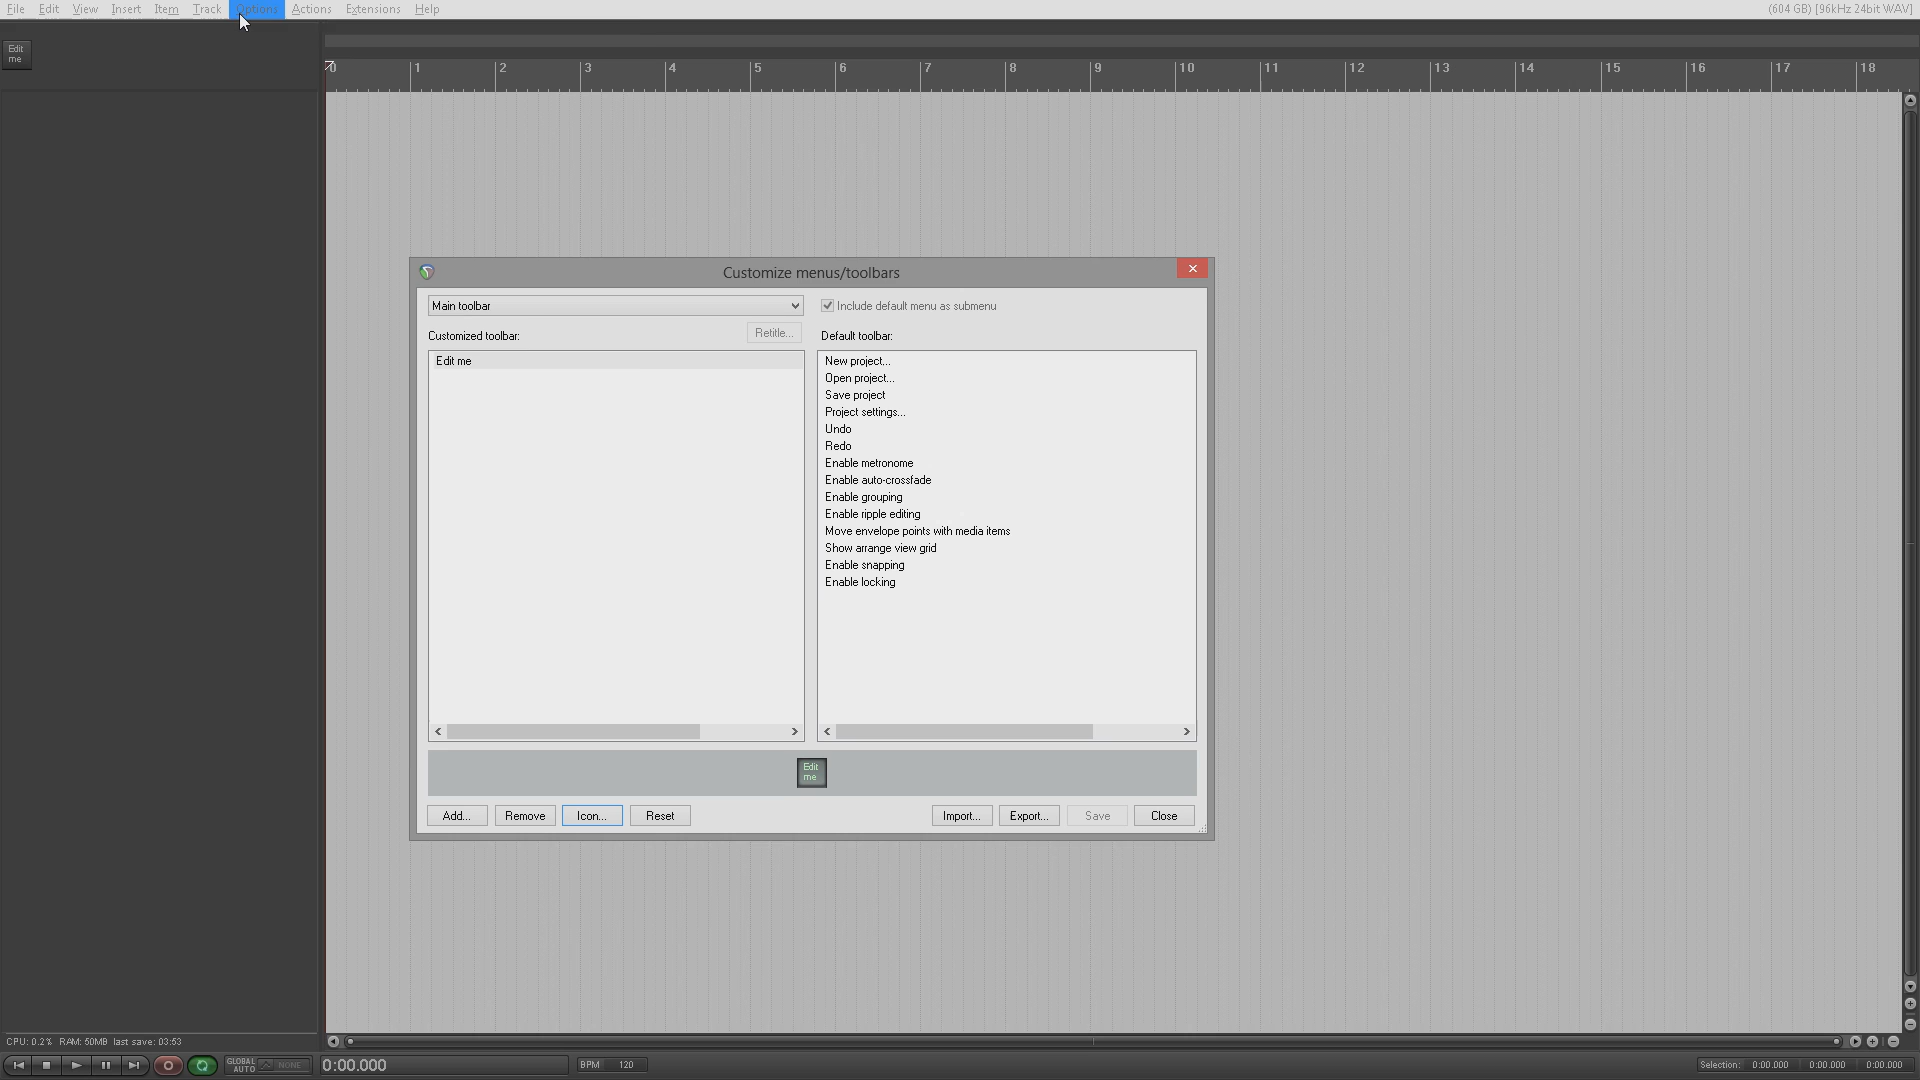 File Edit View Insert Item Track Options Actions Extensions Help
(604 GB) [96kHz 24bit WAV]
Edit
me
0 1 2 3 4 5 6 7 8 9 10 11 12 13 14 15 16 17 18
Customize menus/toolbars
Main toolbar
Include default menu as submenu
Customized toolbar:
Retitle...
Default toolbar:
Edit me
New project...
Open project...
Save project
Project settings...
Undo
Redo
Enable metronome
Enable auto-crossfade
Enable grouping
Enable ripple editing
Move envelope points with media items
Show arrange view grid
Enable snapping
Enable locking
Edit
me
Add... Remove Icon... Reset Import... Export... Save Close
CPU: 0.2% RAM: 50MB last save: 03:53
GLOBAL
AUTO NONE
0:00.000
BPM 120
Selection: 0:00.000 0:00.000 0:00.000